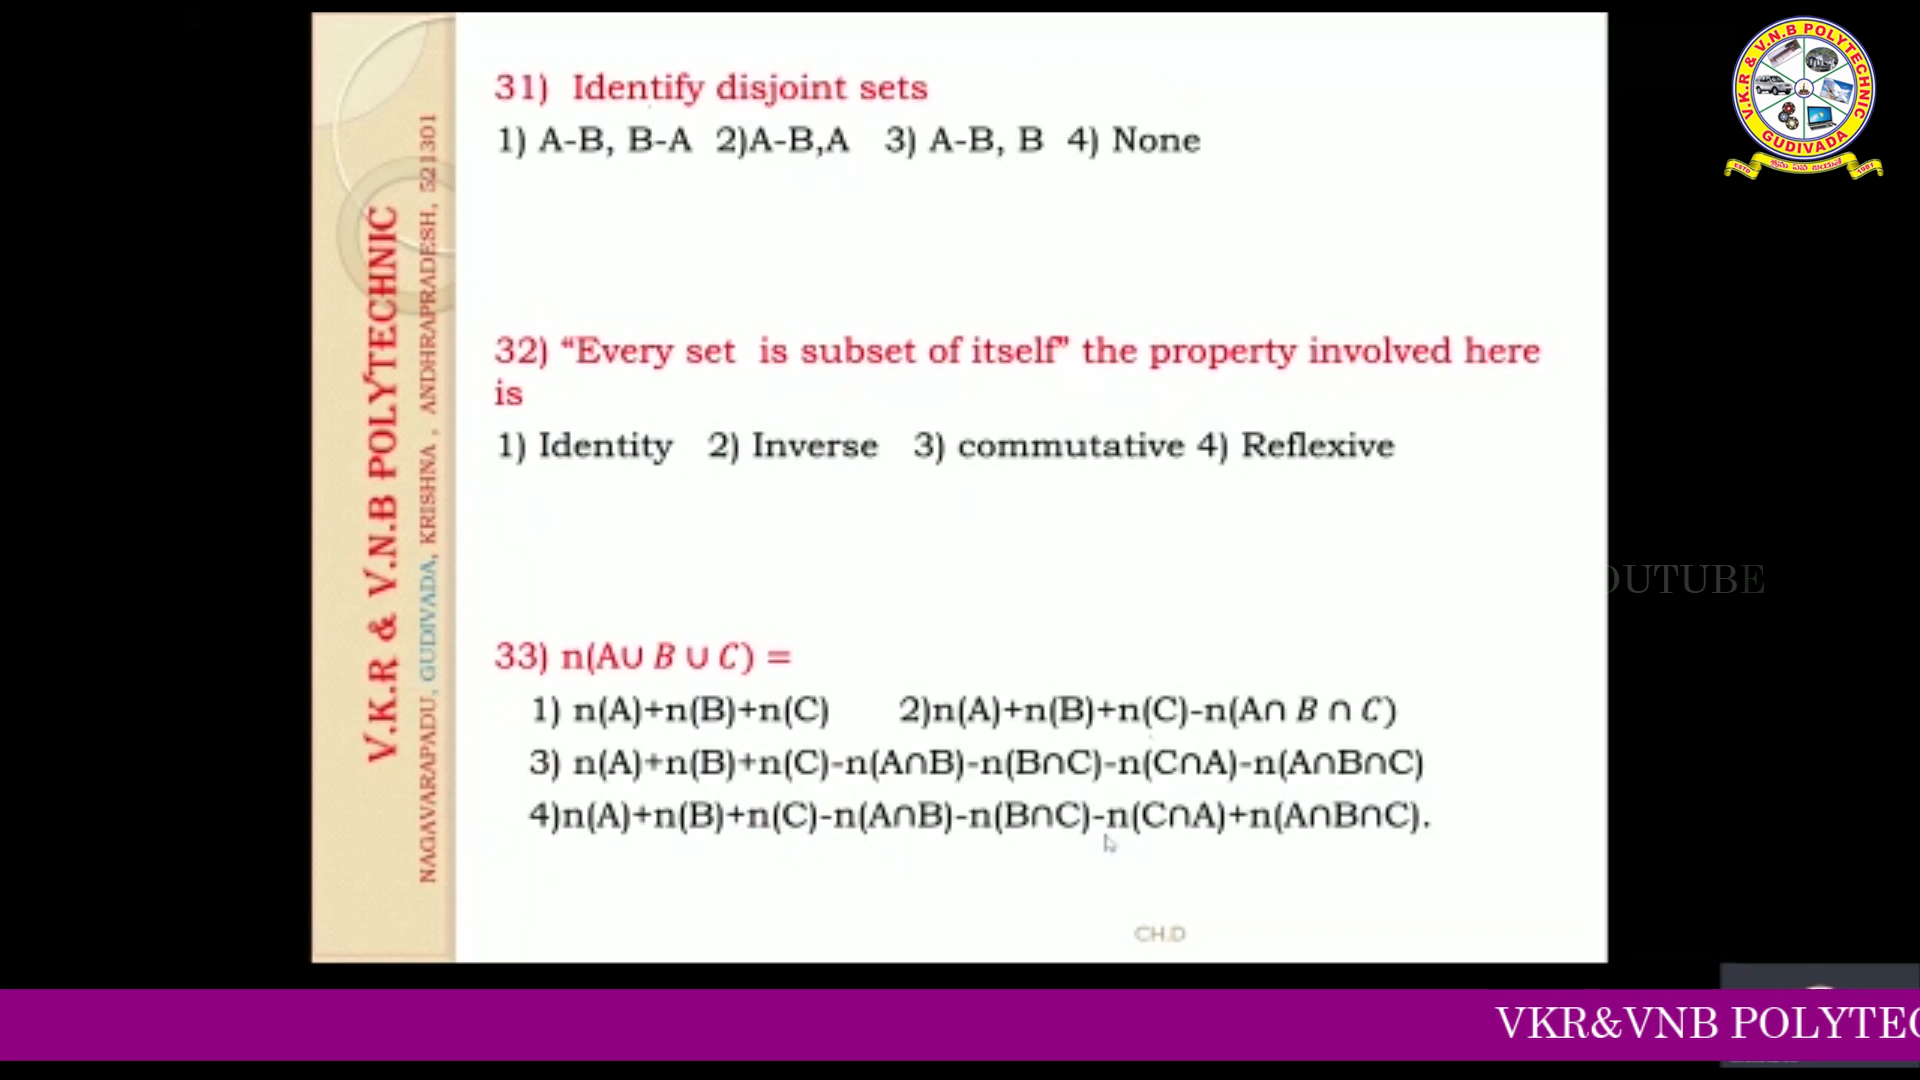 31) Identify disjoint sets
1) A-B, B-A 2)A-B,A 3) A-B, B 4) None
32) “Every set is subset of itself” the property involved here
is
1) Identity 2) Inverse 3) commutative 4) Reflexive
33) n(A∪ B ∪ C) =
1) n(A)+n(B)+n(C) 2)n(A)+n(B)+n(C)-n(A∩ B ∩ C)
3) n(A)+n(B)+n(C)-n(A∩B)-n(B∩C)-n(C∩A)-n(A∩B∩C)
4)n(A)+n(B)+n(C)-n(A∩B)-n(B∩C)-n(C∩A)+n(A∩B∩C).
CH.D
V.K.R & V.N.B POLYTECHNIC
NAGAVARAPADU, GUDIVADA, KRISHNA , ANDHRAPRADESH, 521301
V.K.R & V.N.B POLYTECHNIC
GUDIVADA
OUTUBE
VKR&VNB POLYTEC